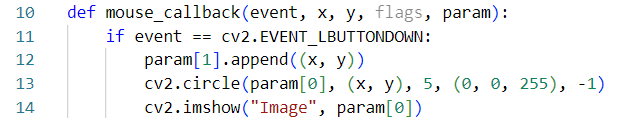 10 def mouse_callback(event, x, y, flags, param):
11     if event == cv2.EVENT_LBUTTONDOWN:
12         param[1].append((x, y))
13         cv2.circle(param[0], (x, y), 5, (0, 0, 255), -1)
14         cv2.imshow("Image", param[0])